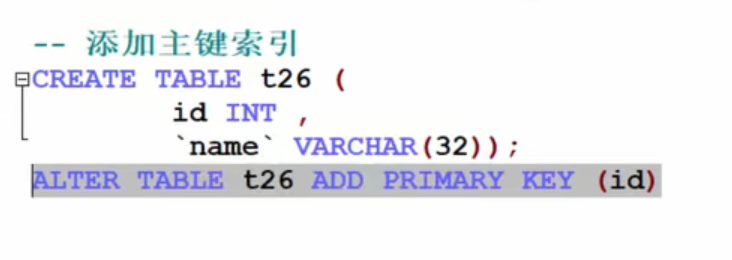 -- 添加主键索引
CREATE TABLE t26 (
id INT ,
`name` VARCHAR(32));
ALTER TABLE t26 ADD PRIMARY KEY (id)